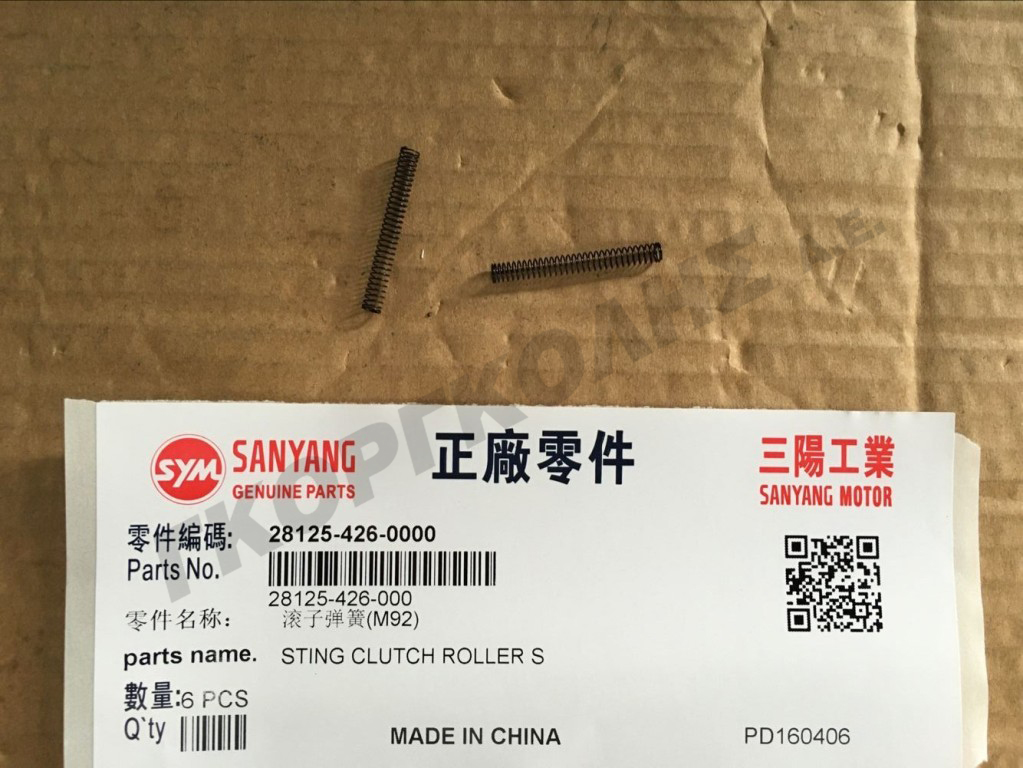 ΓΚΟΡΓΚΟΛΗΣ Α.Ε.
SYM SANYANG
GENUINE PARTS
正廠零件
三陽工業
SANYANG MOTOR
零件編碼: 28125-426-0000
Parts No.
28125-426-000
零件名称： 滚子弹簧(M92)
parts name. STING CLUTCH ROLLER S
數量:6 PCS
Q`ty
MADE IN CHINA
PD160406